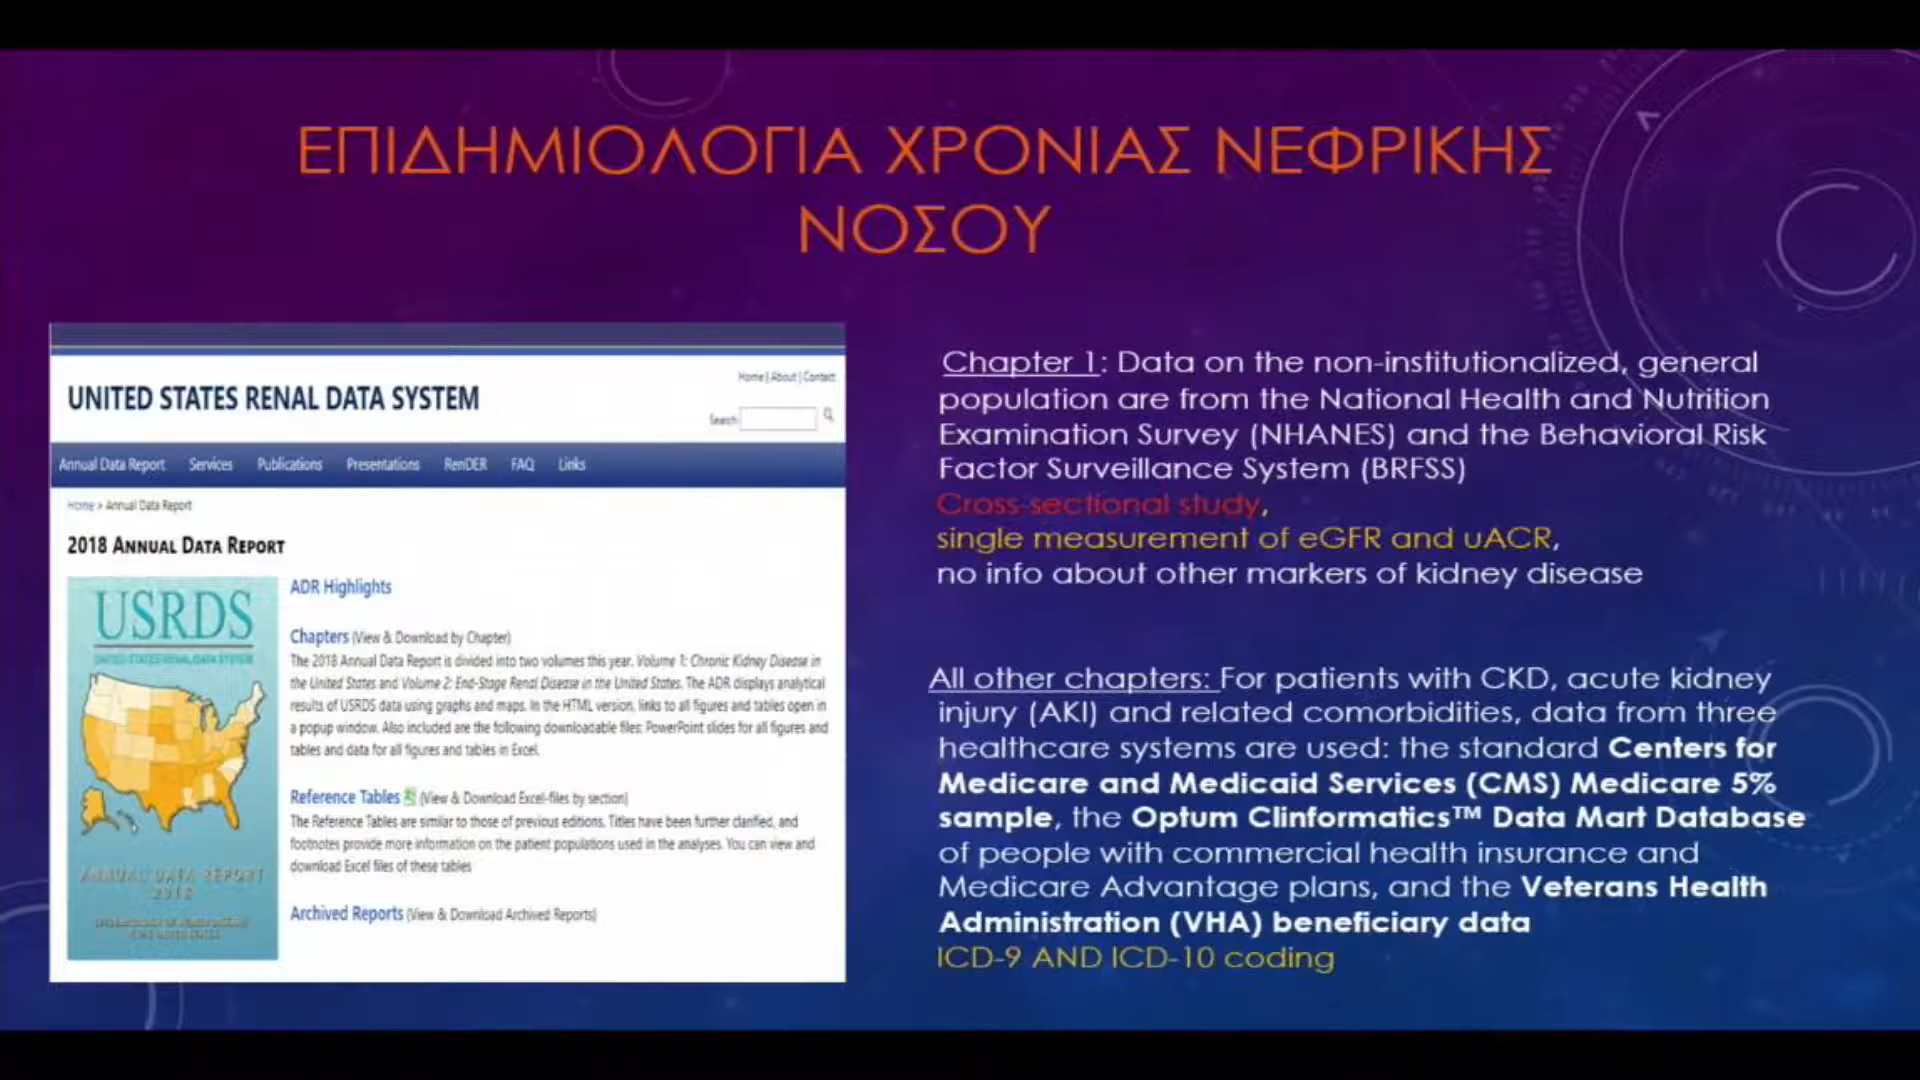 ΕΠΙΔΗΜΙΟΛΟΓΙΑ ΧΡΟΝΙΑΣ ΝΕΦΡΙΚΗΣ
ΝΟΣΟΥ
UNITED STATES RENAL DATA SYSTEM
Home | About | Contact
Search
Annual Data Report Services Publications Presentations RenDER FAQ Links
Home > Annual Data Report
2018 ANNUAL DATA REPORT
USRDS
UNITED STATES RENAL DATA SYSTEM
ANNUAL DATA REPORT
2018
ADR Highlights
Chapters (View & Download by Chapter)
The 2018 Annual Data Report is divided into two volumes this year, Volume 1: Chronic Kidney Disease in
the United States and Volume 2: End-Stage Renal Disease in the United States. The ADR displays analytical
results of USRDS data using graphs and maps. In the HTML version, links to all figures and tables open in
a popup window. Also included are the following downloadable files: PowerPoint slides for all figures and
tables and data for all figures and tables in Excel.
Reference Tables (View & Download Excel-files by section)
The Reference Tables are similar to those of previous editions. Titles have been further clarified, and
footnotes provide more information on the patient populations used in the analyses. You can view and
download Excel files of these tables
Archived Reports (View & Download Archived Reports)
Chapter 1: Data on the non-institutionalized, general
population are from the National Health and Nutrition
Examination Survey (NHANES) and the Behavioral Risk
Factor Surveillance System (BRFSS)
Cross-sectional study,
single measurement of eGFR and uACR,
no info about other markers of kidney disease
All other chapters: For patients with CKD, acute kidney
injury (AKI) and related comorbidities, data from three
healthcare systems are used: the standard Centers for
Medicare and Medicaid Services (CMS) Medicare 5%
sample, the Optum Clinformatics™ Data Mart Database
of people with commercial health insurance and
Medicare Advantage plans, and the Veterans Health
Administration (VHA) beneficiary data
ICD-9 AND ICD-10 coding